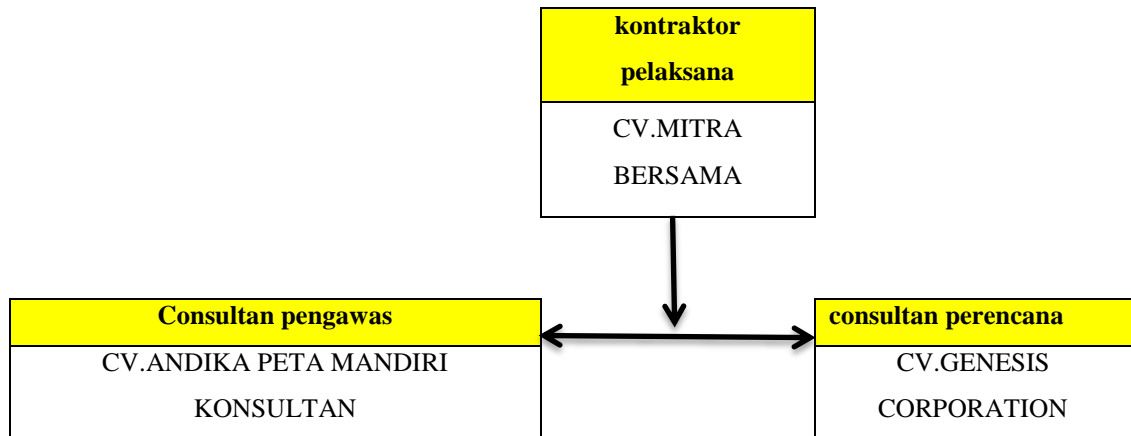 kontraktor
pelaksana
CV.MITRA
BERSAMA
Consultan pengawas
CV.ANDIKA PETA MANDIRI
KONSULTAN
consultan perencana
CV.GENESIS
CORPORATION